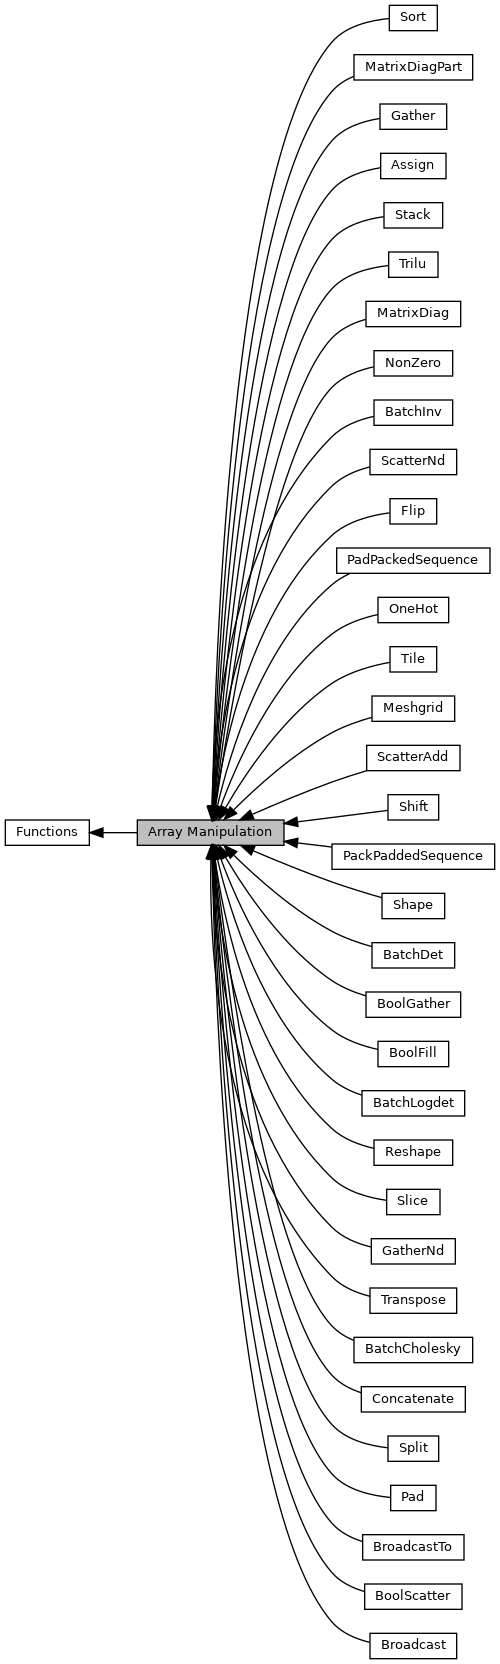 Sort
MatrixDiagPart
Gather
Assign
Stack
Trilu
MatrixDiag
NonZero
BatchInv
ScatterNd
Flip
PadPackedSequence
OneHot
Tile
Meshgrid
ScatterAdd
Shift
Functions
Array Manipulation
PackPaddedSequence
Shape
BatchDet
BoolGather
BoolFill
BatchLogdet
Reshape
Slice
GatherNd
Transpose
BatchCholesky
Concatenate
Split
Pad
BroadcastTo
BoolScatter
Broadcast